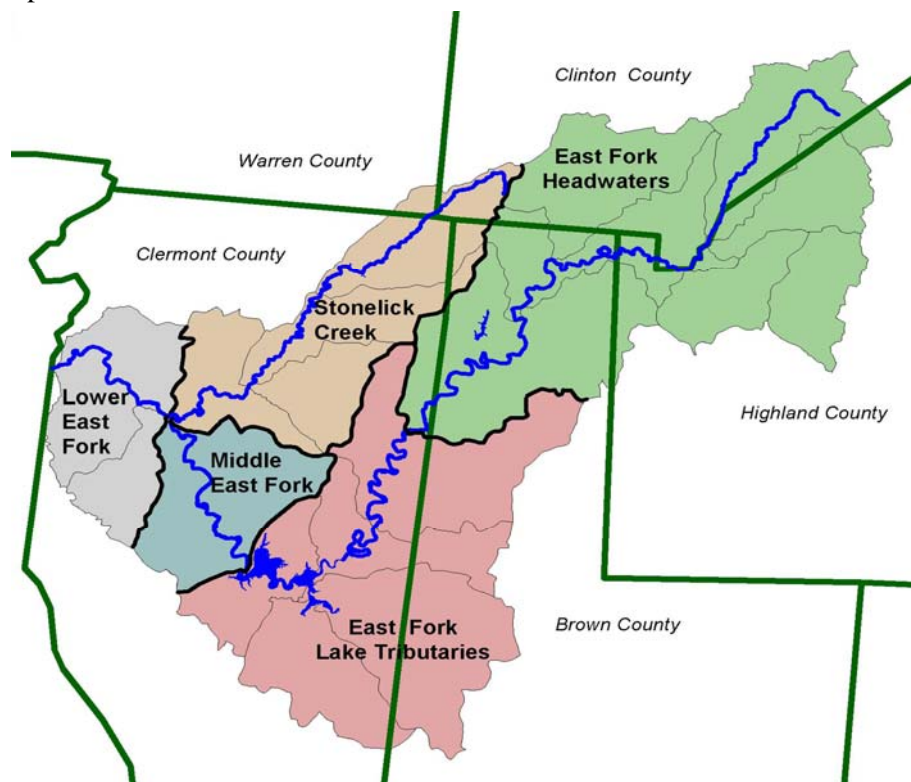 Clinton County
East Fork
Headwaters
Warren County
Clermont County
Stonelick
Creek
Lower
East
Fork
Highland County
Middle
East Fork
East Fork
Lake Tributaries
Brown County